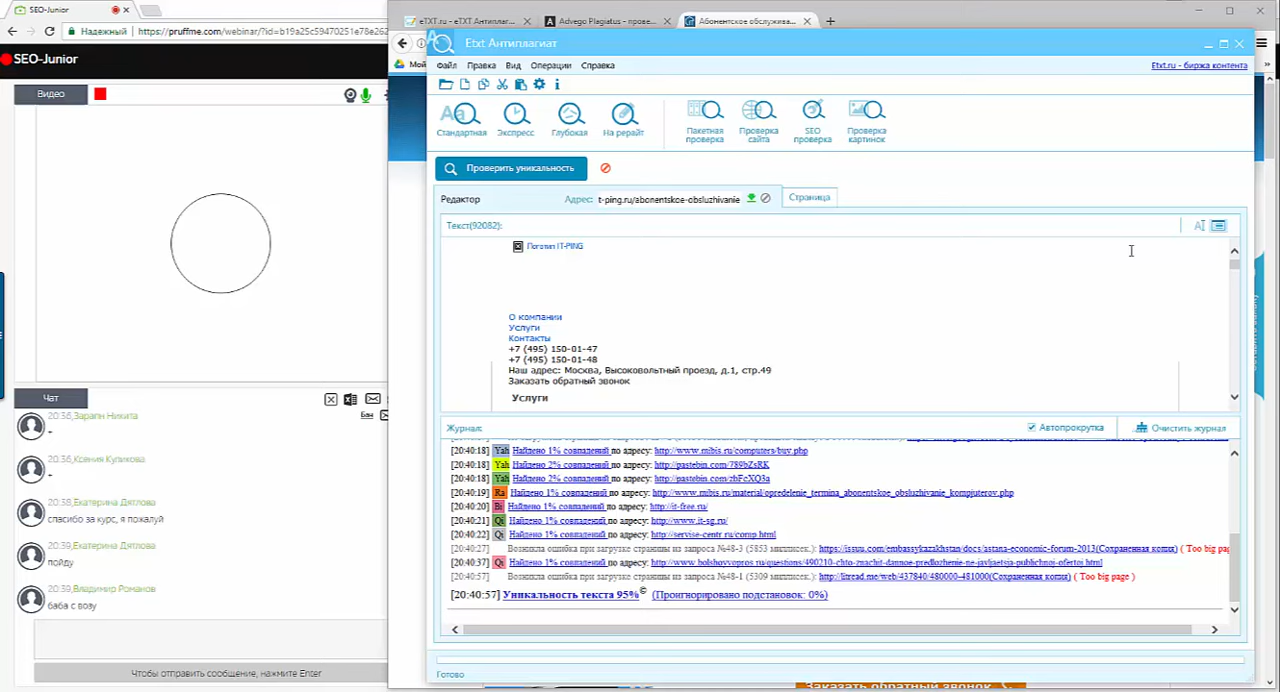 SEO-Junior
Надежный
https://pruffme.com/webinar/?id=b19a25c59470251e78e262
SEO-Junior
Видео
Чат
20:36,Зарапн Никита
20:36,Ксения Куликова
20:38,Екатерина Дятлова
спасибо за курс, я пожалуй
20:39,Екатерина Дятлова
пойду
20:39,Владимир Романов
баба с возу
Бан
Чтобы отправить сообщение, нажмите Enter
eTXT.ru - eTXT Антиплаг
Advego Plagiatus - прове
Абонентское обслужива
Мой
Etxt Антиплагиат
Файл Правка Вид Операции Справка
Etxt.ru - биржа контента
Стандартная Экспресс Глубокая На рерайт Пакетная проверка Проверка сайта SEO проверка Проверка картинок
Проверить уникальность
Редактор
Адрес: t-ping.ru/abonentskoe-obsluzhivanie
Страница
Текст(92082):
Логотип IT-PING
О компании
Услуги
Контакты
+7 (495) 150-01-47
+7 (495) 150-01-48
Наш адрес: Москва, Высоковольтный проезд, д.1, стр.49
Заказать обратный звонок
Услуги
Журнал:
Автопрокрутка
Очистить журнал
[20:40:18] Yah Найдено 1% совпадений по адресу: http://www.mibis.ru/computers/buy.php
[20:40:18] Yah Найдено 2% совпадений по адресу: http://pastebin.com/789bZsRK
[20:40:18] Yah Найдено 2% совпадений по адресу: http://pastebin.com/zbFcXQ3a
[20:40:19] Ra Найдено 1% совпадений по адресу: http://www.mibis.ru/material/opredelenie_termina_abonentskoe_obsluzhivanie_kompjuterov.php
[20:40:20] Найдено 1% совпадений по адресу: http://it-free.ru/
[20:40:21] Найдено 1% совпадений по адресу: http://www.it-sg.ru/
[20:40:22] Найдено 1% совпадений по адресу: http://servise-centr.ru/comp.html
[20:40:27] Возникла ошибка при загрузке страницы из запроса №48-3 (5853 миллисек.): https://issuu.com/embassykazakhstan/docs/astana-economic-forum-2013(Сохраненная копия) ( Too big pag
[20:40:37] Найдено 1% совпадений по адресу: http://www.bolshoyvopros.ru/questions/490210-chto-znachit-dannoe-predlozhenie-ne-javljaetsja-publichnoj-ofertoj.html
[20:40:57] Возникла ошибка при загрузке страницы из запроса №48-1 (5309 миллисек.): http://litread.me/web/437840/480000-481000(Сохраненная копия) ( Too big page )
[20:40:57] Уникальность текста 95%© (Проигнорировано подстановок: 0%)
Готово
Заказать обратный звонок